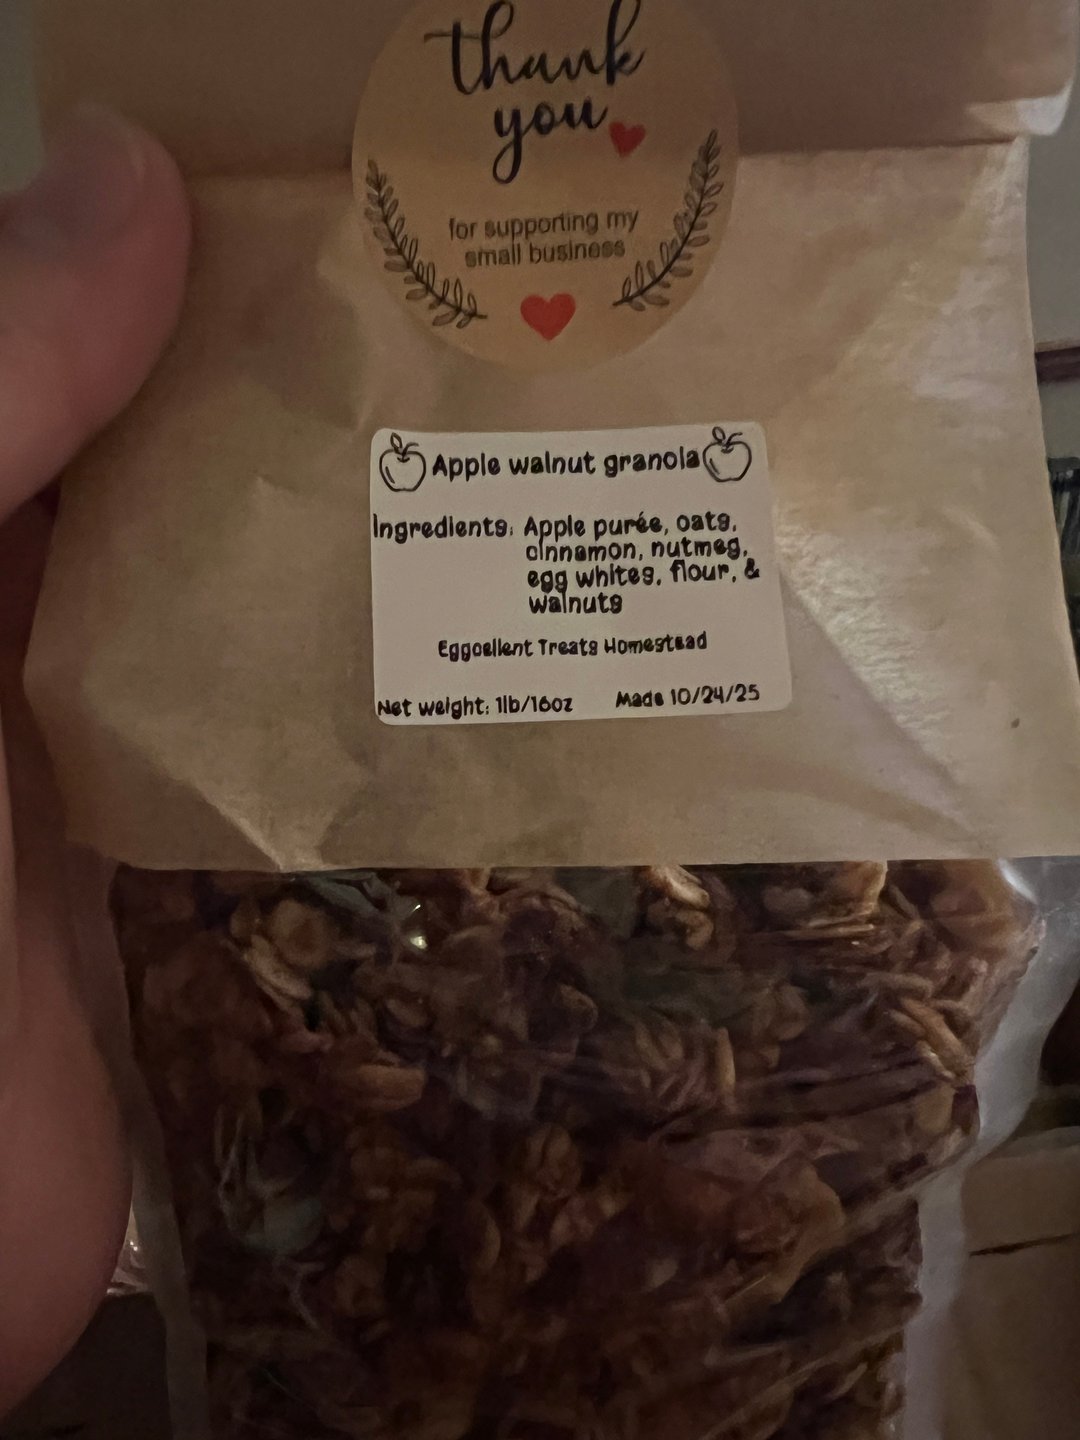 thank
you
for supporting my
small business
Apple walnut granola
Ingredients: Apple purée, oats,
cinnamon, nutmeg,
egg whites, flour, &
walnuts
Eggcellent Treats Homestead
Net weight: 1lb/16oz Made 10/24/25